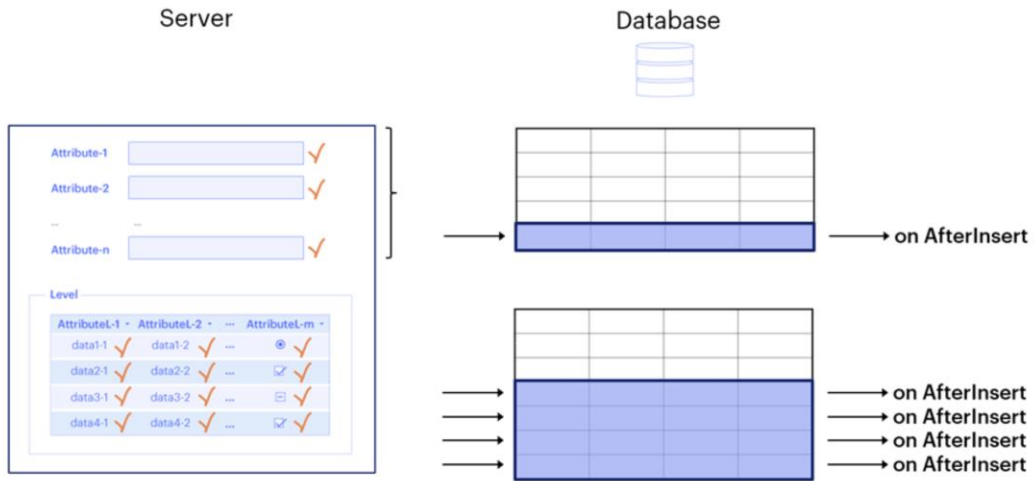 Server
Database
Attribute-1
Attribute-2
... ...
Attribute-n
on AfterInsert
Level
AttributeL-1 AttributeL-2 ... AttributeL-m
data1-1 data1-2 ...
data2-1 data2-2 ...
data3-1 data3-2 ...
data4-1 data4-2 ...
on AfterInsert
on AfterInsert
on AfterInsert
on AfterInsert